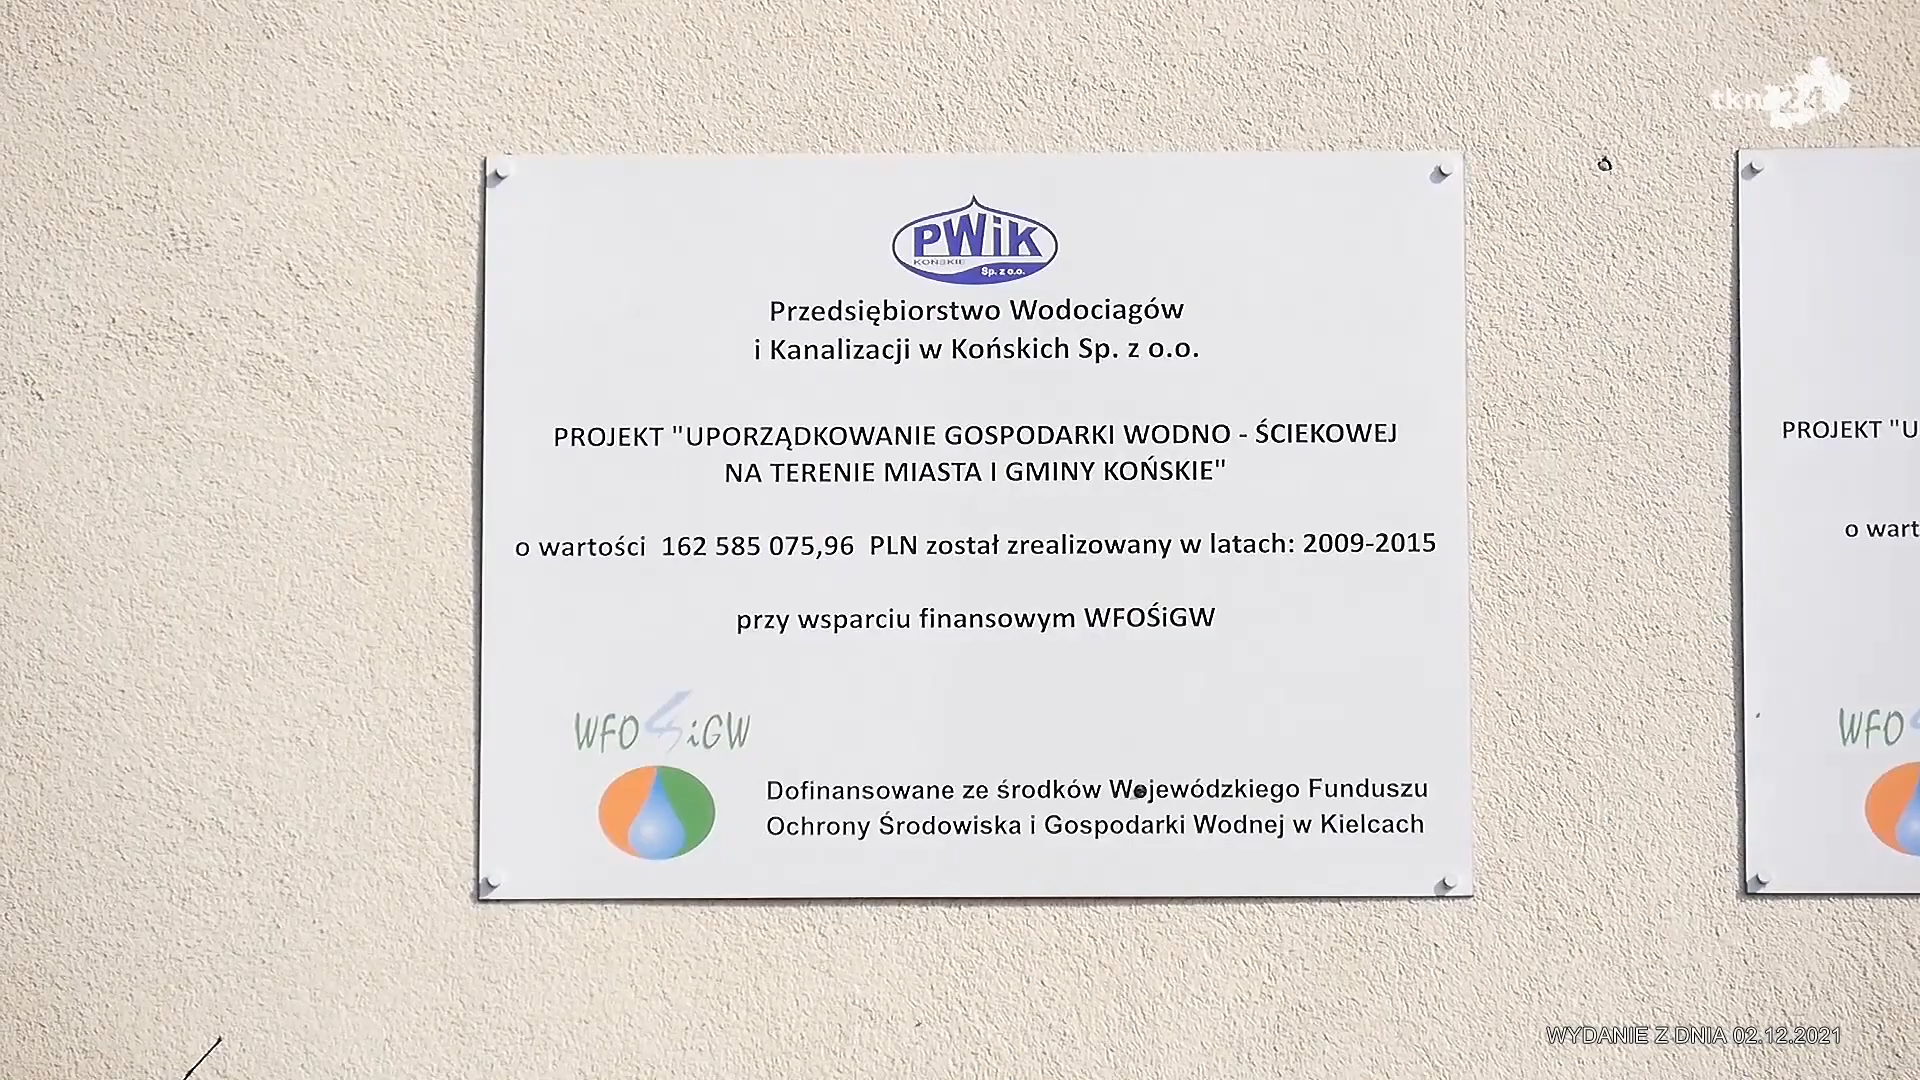 tkn24
PWiK
KOŃSKIE
Sp. z o.o.
Przedsiębiorstwo Wodociagów
i Kanalizacji w Końskich Sp. z o.o.
PROJEKT "UPORZĄDKOWANIE GOSPODARKI WODNO - ŚCIEKOWEJ
NA TERENIE MIASTA I GMINY KOŃSKIE"
o wartości 162 585 075,96 PLN został zrealizowany w latach: 2009-2015
przy wsparciu finansowym WFOŚiGW
WFOŚiGW
Dofinansowane ze środków Wojewódzkiego Funduszu
Ochrony Środowiska i Gospodarki Wodnej w Kielcach
PROJEKT "U
o wart
WFO
WYDANIE Z DNIA 02.12.2021